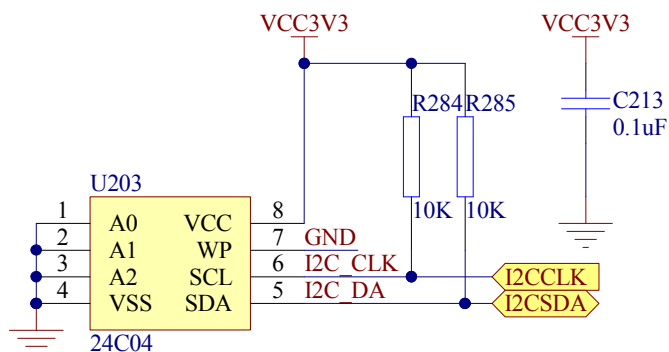 VCC3V3
VCC3V3
R284
R285
C213
0.1uF
10K
10K
U203
1 A0 VCC 8
2 A1 WP 7 GND
3 A2 SCL 6 I2C_CLK I2CCLK
4 VSS SDA 5 I2C_DA I2CSDA
24C04